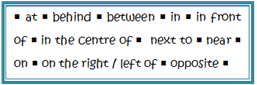 ▪ at ▪ behind ▪ between ▪ in ▪ in front
of ▪ in the centre of ▪ next to ▪ near ▪
on ▪ on the right / left of ▪ opposite ▪